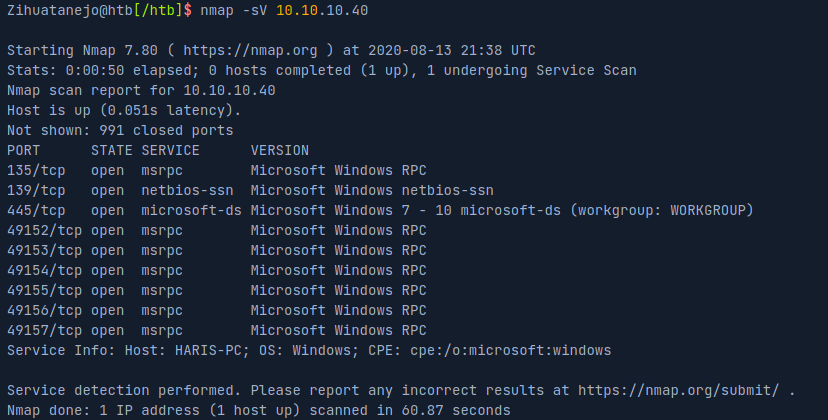 Zihuatanejo@htb[/htb]$ nmap -sV 10.10.10.40
Starting Nmap 7.80 ( https://nmap.org ) at 2020-08-13 21:38 UTC
Stats: 0:00:50 elapsed; 0 hosts completed (1 up), 1 undergoing Service Scan
Nmap scan report for 10.10.10.40
Host is up (0.051s latency).
Not shown: 991 closed ports
PORT      STATE SERVICE      VERSION
135/tcp   open  msrpc        Microsoft Windows RPC
139/tcp   open  netbios-ssn  Microsoft Windows netbios-ssn
445/tcp   open  microsoft-ds Microsoft Windows 7 - 10 microsoft-ds (workgroup: WORKGROUP)
49152/tcp open  msrpc        Microsoft Windows RPC
49153/tcp open  msrpc        Microsoft Windows RPC
49154/tcp open  msrpc        Microsoft Windows RPC
49155/tcp open  msrpc        Microsoft Windows RPC
49156/tcp open  msrpc        Microsoft Windows RPC
49157/tcp open  msrpc        Microsoft Windows RPC
Service Info: Host: HARIS-PC; OS: Windows; CPE: cpe:/o:microsoft:windows
Service detection performed. Please report any incorrect results at https://nmap.org/submit/ .
Nmap done: 1 IP address (1 host up) scanned in 60.87 seconds